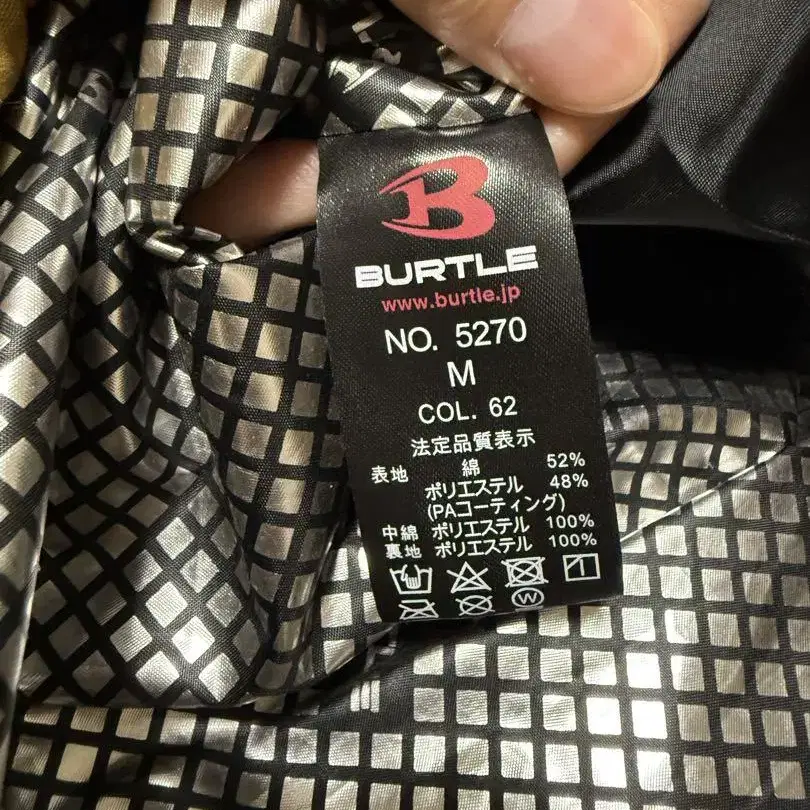 BURTLE
www.burtle.jp
NO. 5270
M
COL. 62
法定品質表示
表地 綿 52%
ポリエステル 48%
(PAコーティング)
中綿 ポリエステル 100%
裏地 ポリエステル 100%
W